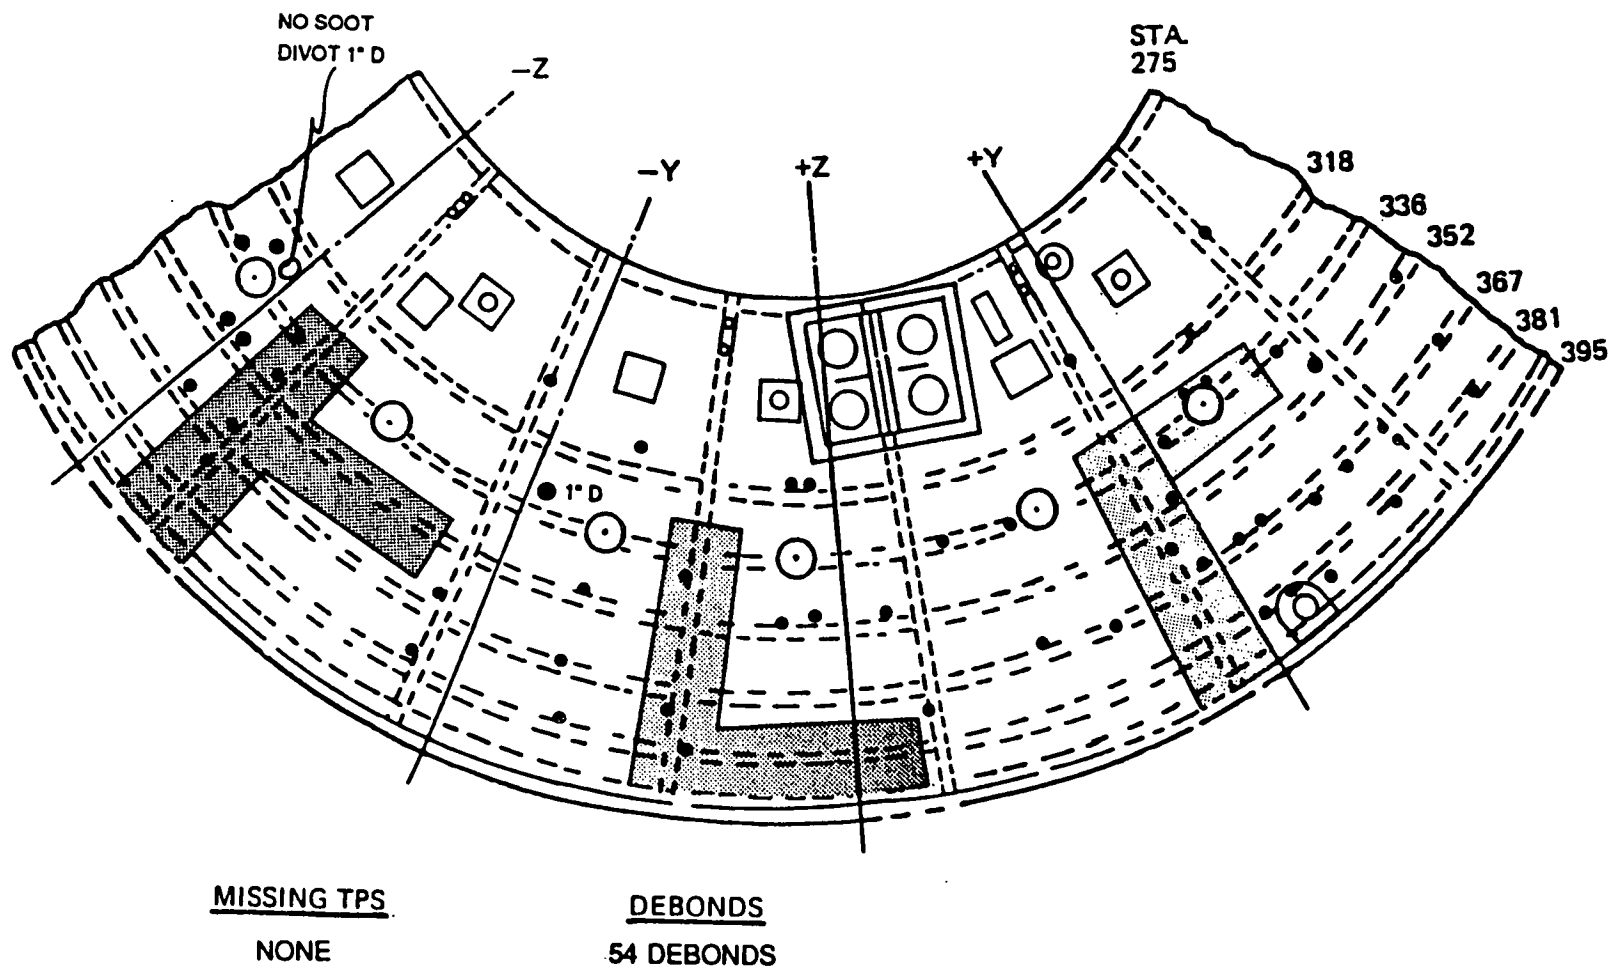 NO SOOT
DIVOT 1" D
STA.
275
–Z
–Y
+Z
+Y
318
336
352
367
381
395
1" D
MISSING TPS
NONE
DEBONDS
54 DEBONDS